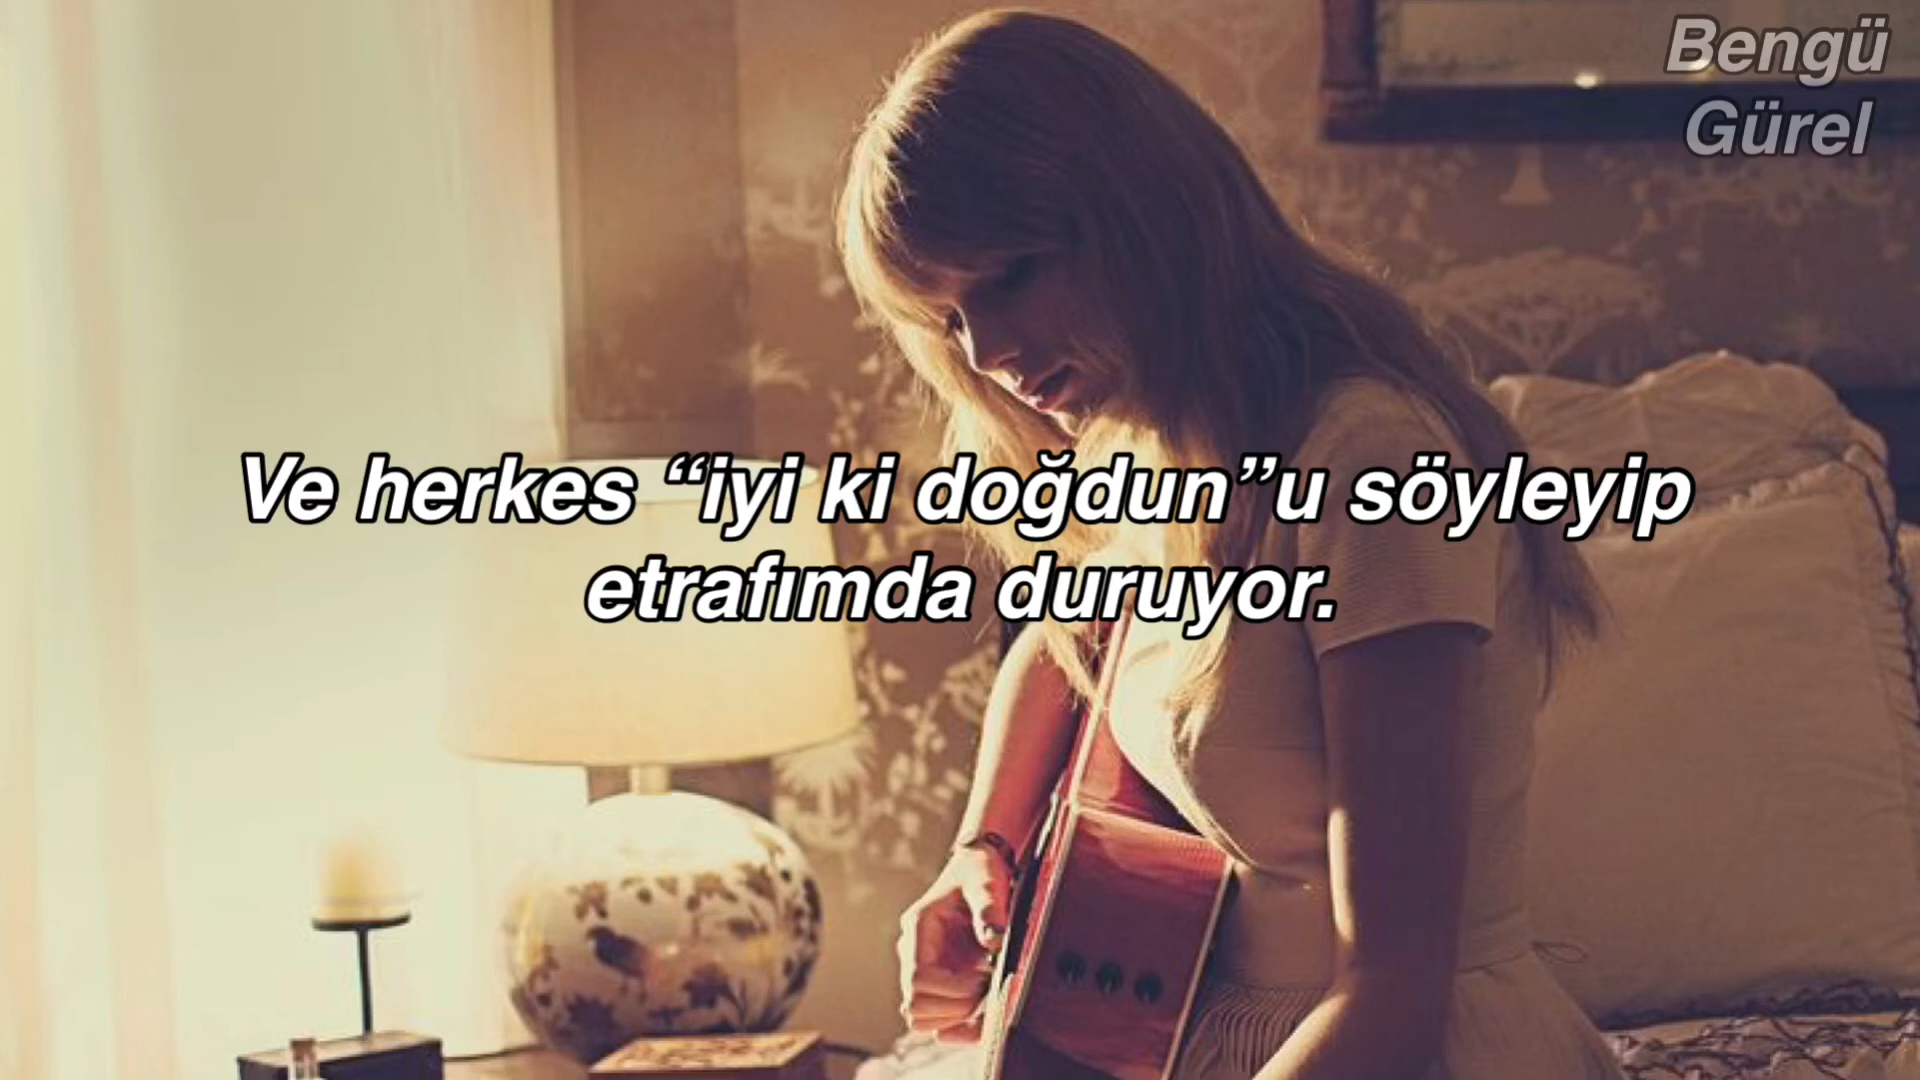 Bengü
Gürel
Ve herkes “iyi ki doğdun”u söyleyip
etrafımda duruyor.